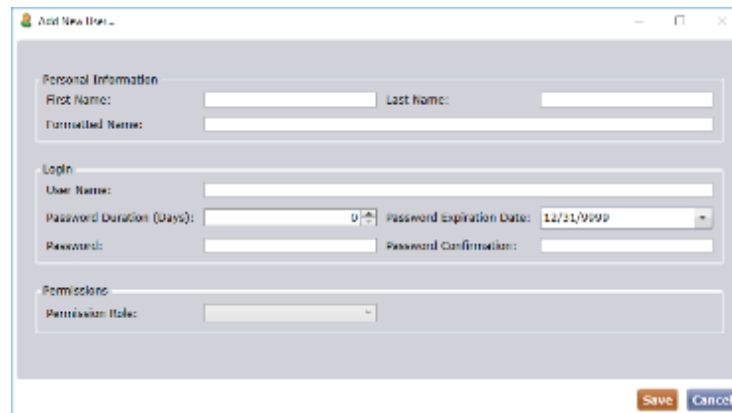 Add New User...
Personal Information
First Name: Last Name:
Formatted Name:
Login
User Name:
Password Duration (Days): 0 Password Expiration Date: 12/31/9999
Password: Password Confirmation:
Permissions
Permission Role:
Save Cancel